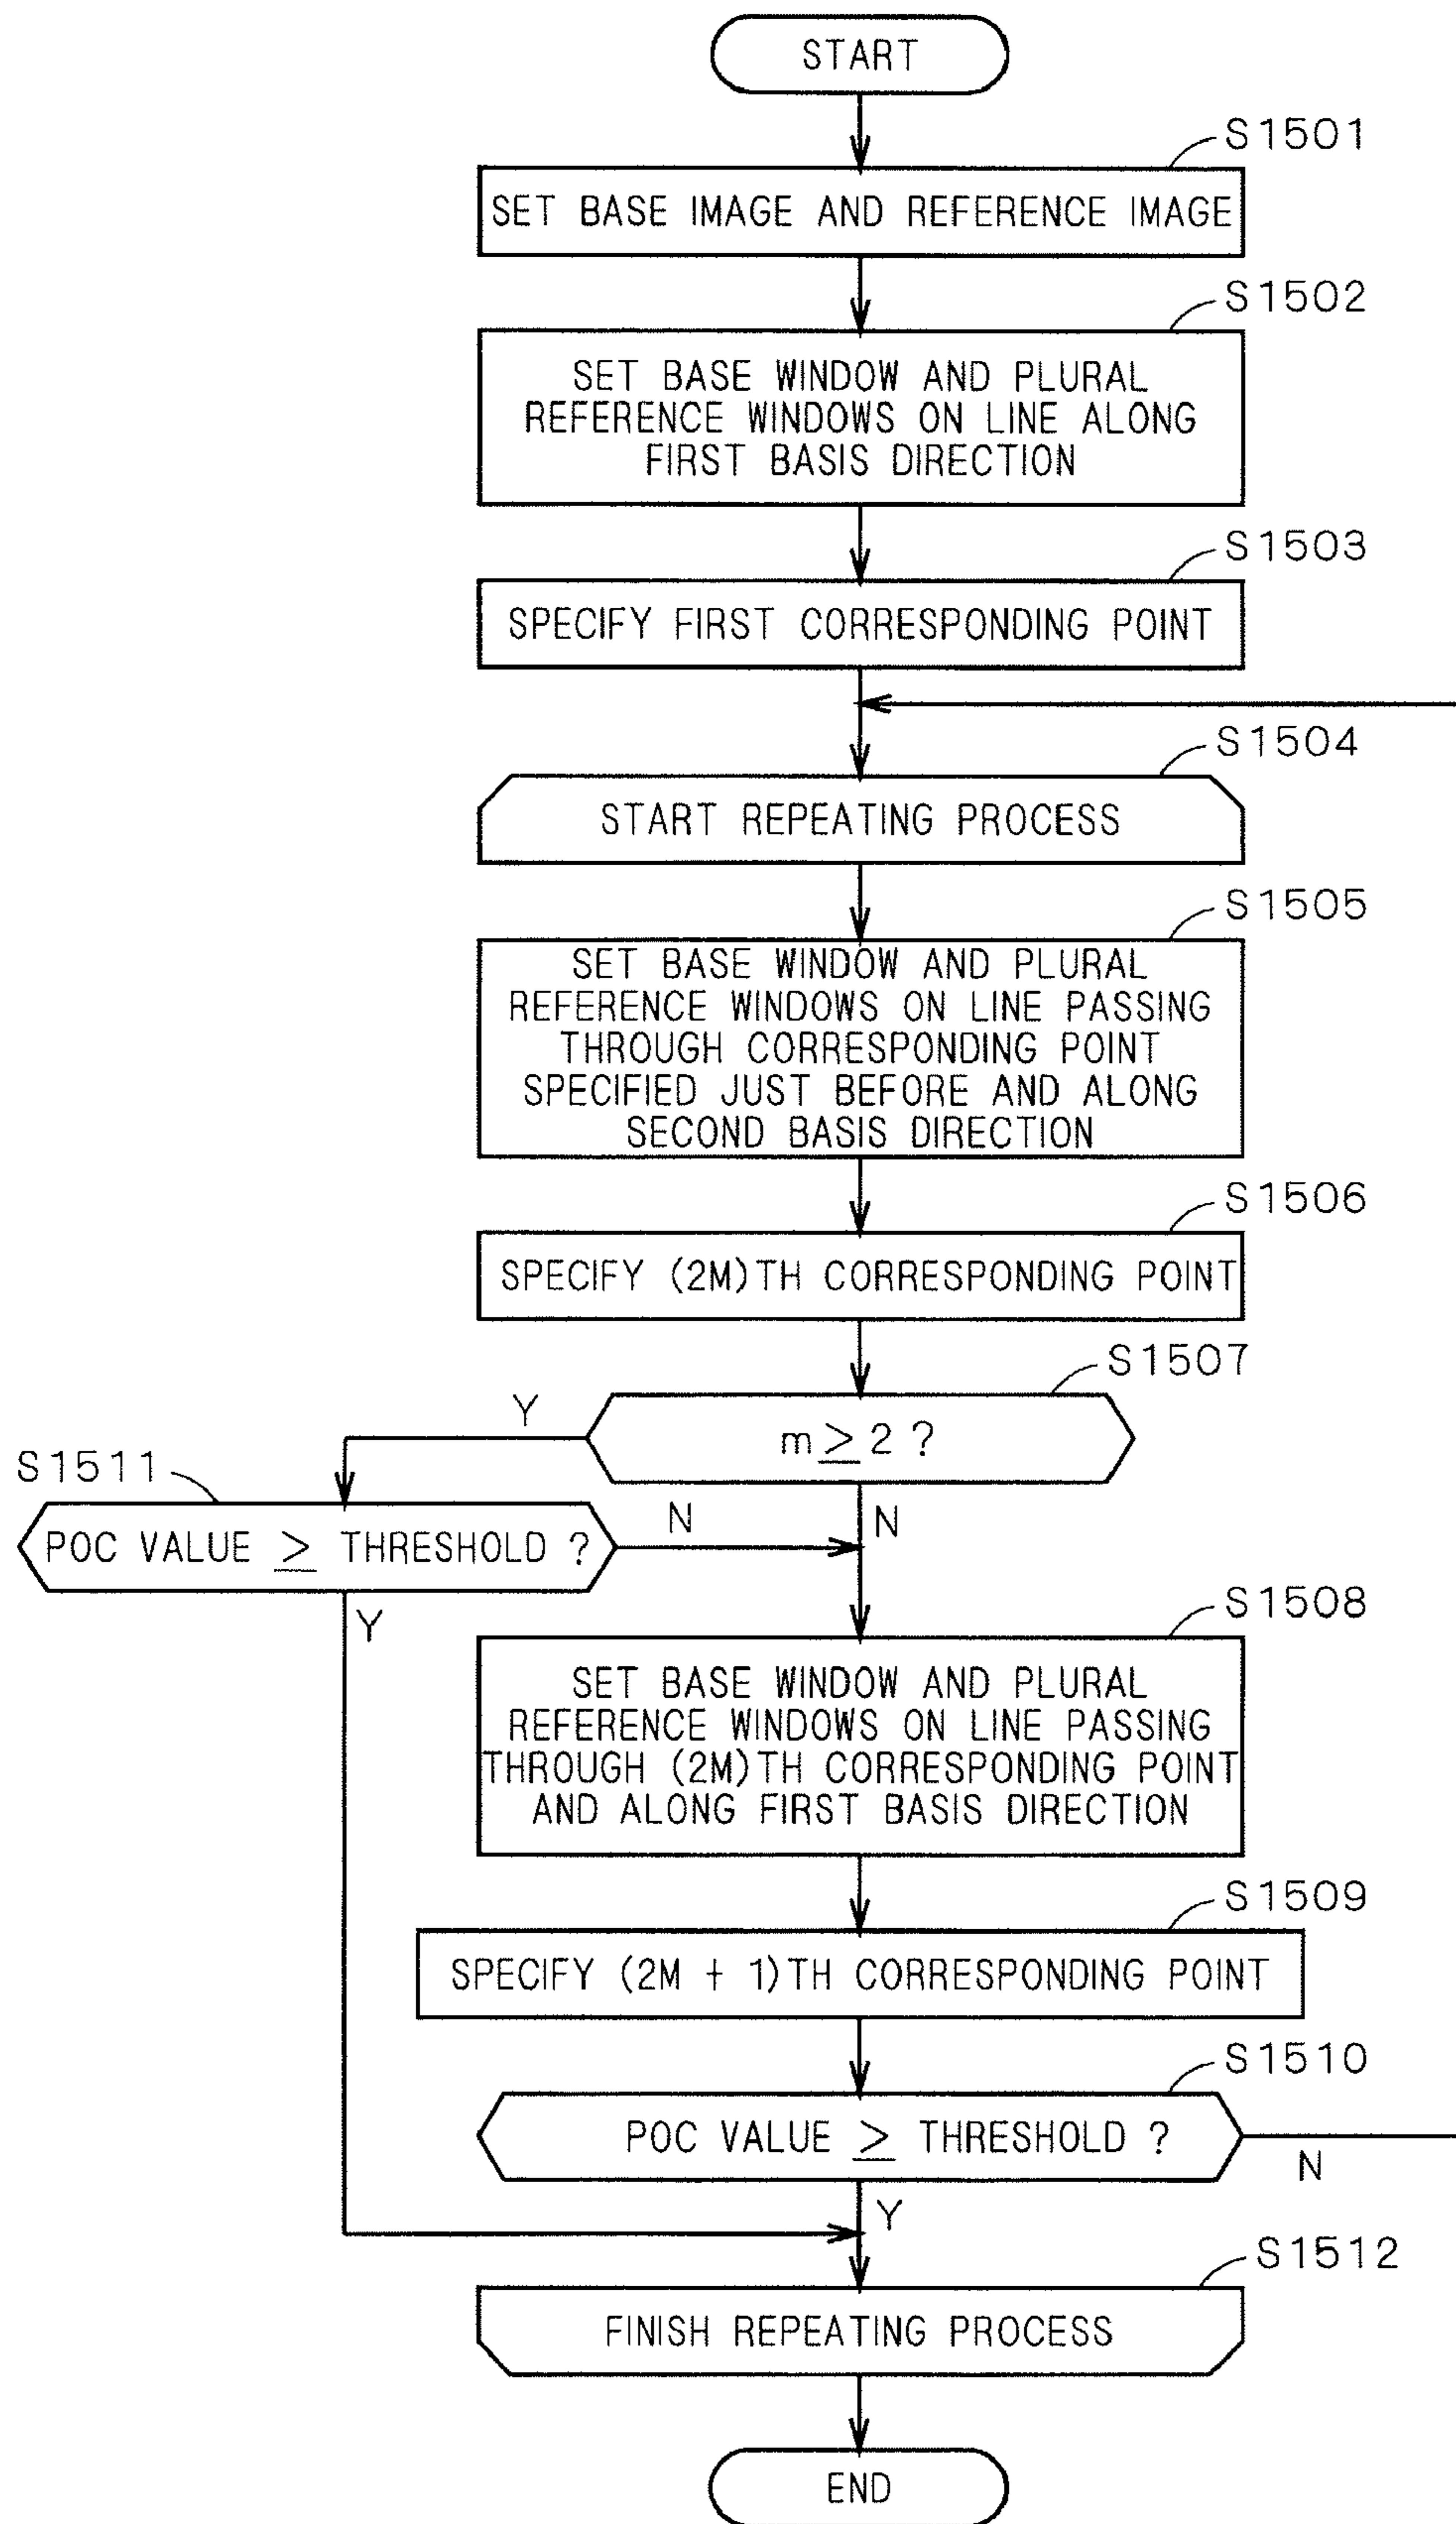 START
S1501
SET BASE IMAGE AND REFERENCE IMAGE
S1502
SET BASE WINDOW AND PLURAL
REFERENCE WINDOWS ON LINE ALONG
FIRST BASIS DIRECTION
S1503
SPECIFY FIRST CORRESPONDING POINT
S1504
START REPEATING PROCESS
S1505
SET BASE WINDOW AND PLURAL
REFERENCE WINDOWS ON LINE PASSING
THROUGH CORRESPONDING POINT
SPECIFIED JUST BEFORE AND ALONG
SECOND BASIS DIRECTION
S1506
SPECIFY (2M)TH CORRESPONDING POINT
S1507
m ≥ 2 ?
Y
N
S1511
POC VALUE ≥ THRESHOLD ?
N
Y
S1508
SET BASE WINDOW AND PLURAL
REFERENCE WINDOWS ON LINE PASSING
THROUGH (2M)TH CORRESPONDING POINT
AND ALONG FIRST BASIS DIRECTION
S1509
SPECIFY (2M + 1)TH CORRESPONDING POINT
S1510
POC VALUE ≥ THRESHOLD ?
N
Y
S1512
FINISH REPEATING PROCESS
END